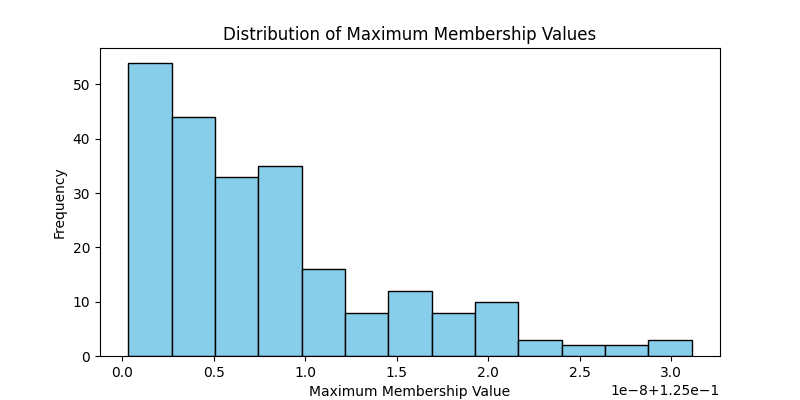 Distribution of Maximum Membership Values
Frequency
50
40
30
20
10
0
0.0 0.5 1.0 1.5 2.0 2.5 3.0
Maximum Membership Value
1e−8+1.25e−1